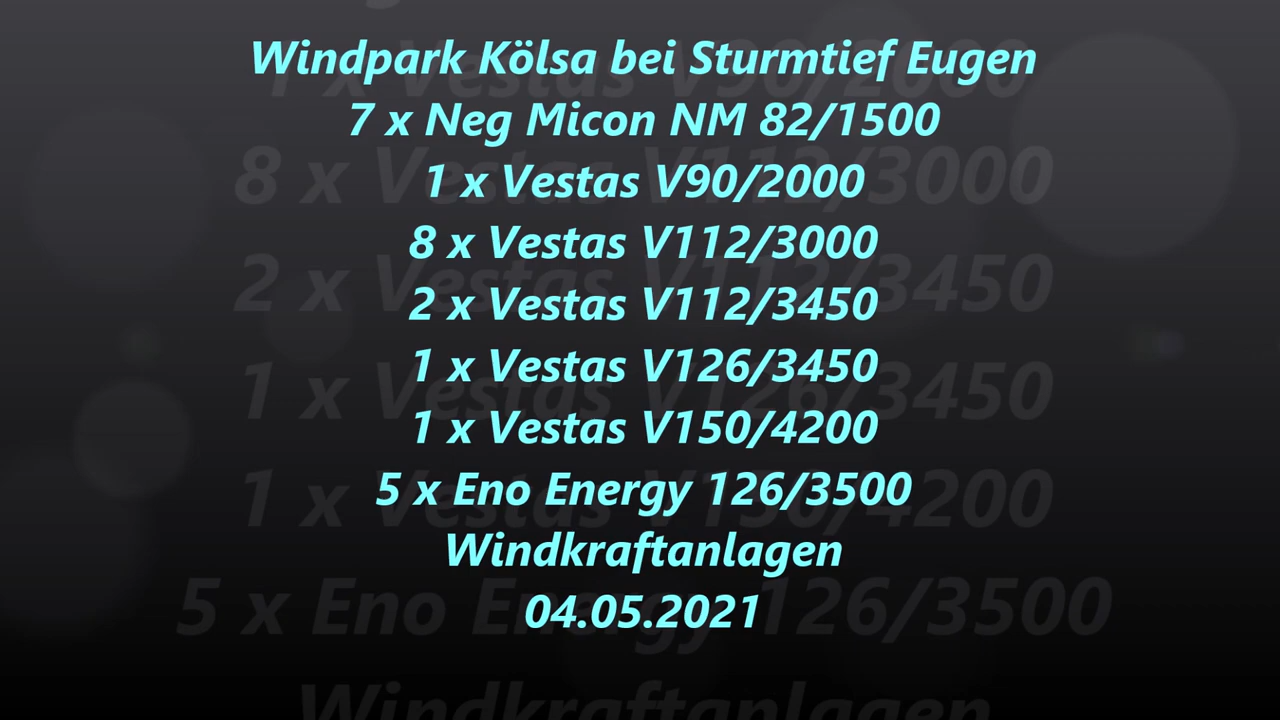 Windpark Kölsa bei Sturmtief Eugen
7 x Neg Micon NM 82/1500
1 x Vestas V90/2000
8 x Vestas V112/3000
2 x Vestas V112/3450
1 x Vestas V126/3450
1 x Vestas V150/4200
5 x Eno Energy 126/3500
Windkraftanlagen
04.05.2021